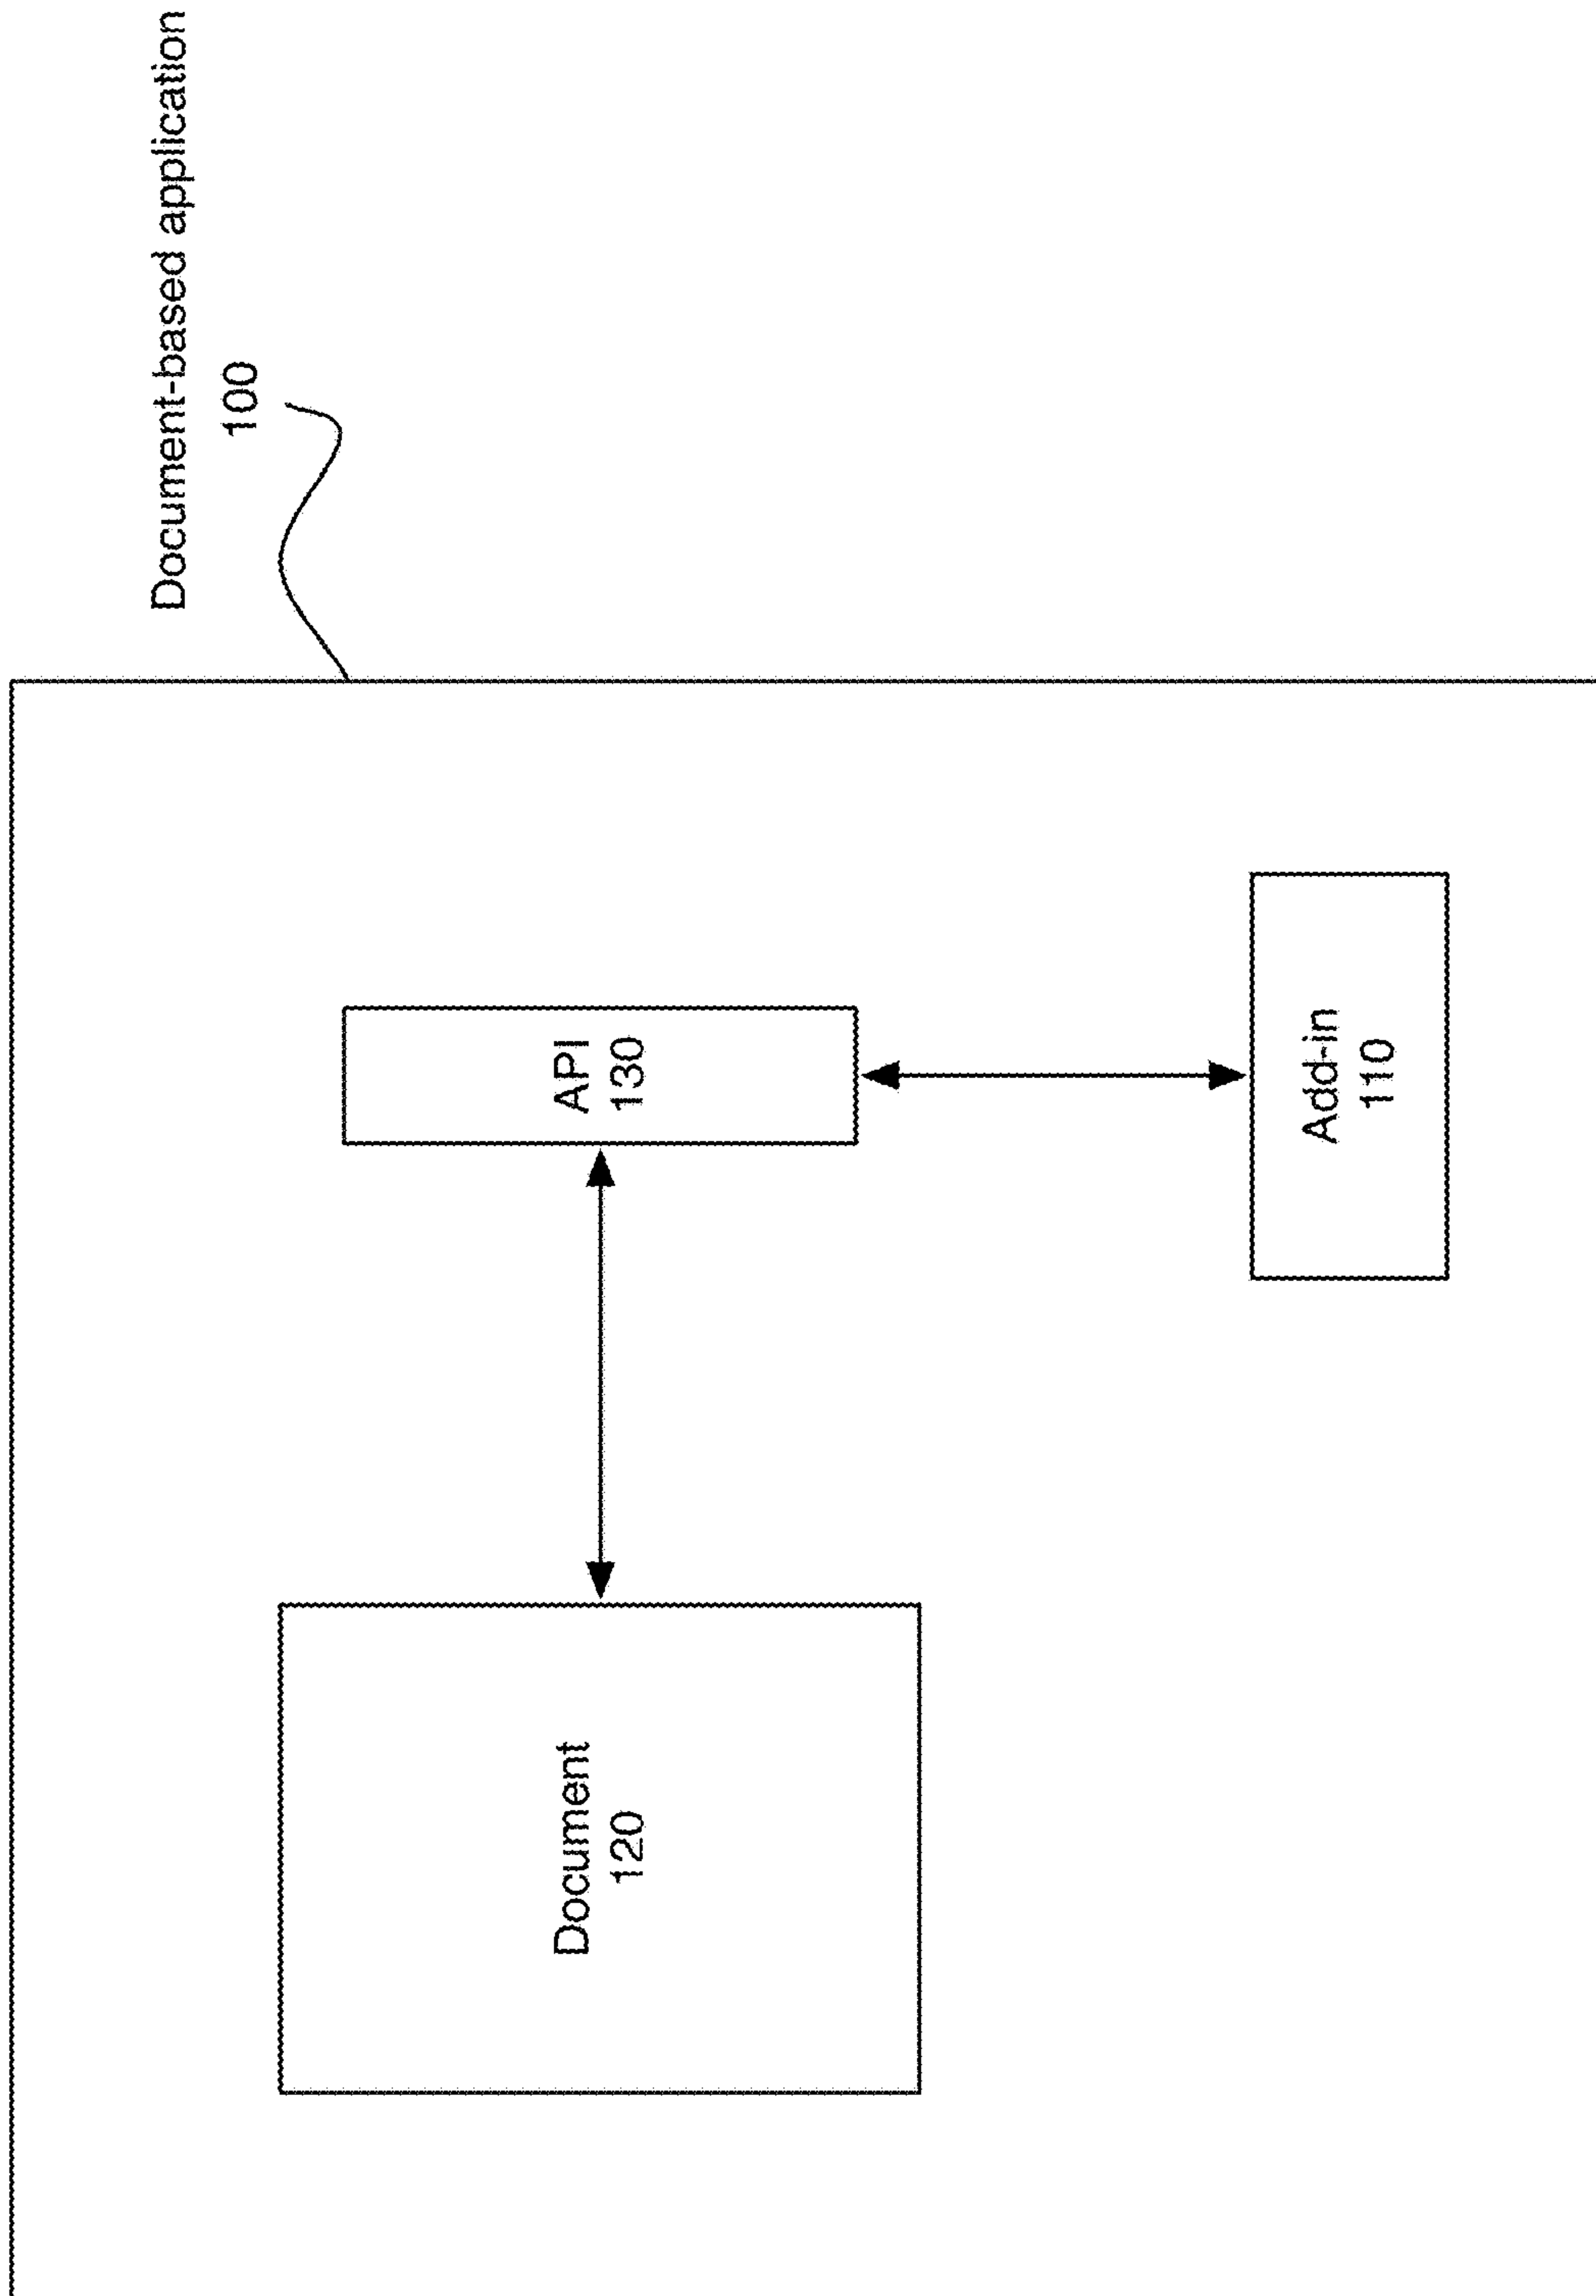 Document-based application
100
Document
120
API
130
Add-in
110